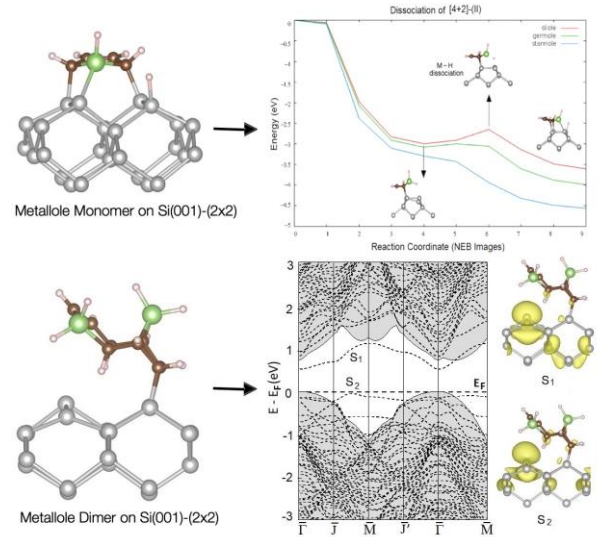 Dissociation of [4+2]-(II)
silole
germole
stannole
M – H
dissociation
Energy (eV)
0
-0.5
-1
-1.5
-2
-2.5
-3
-3.5
-4
-4.5
-5
0 1 2 3 4 5 6 7 8 9
Reaction Coordinate (NEB Images)
Metallole Monomer on Si(001)-(2x2)
3
2
1
0
-1
-2
-3
E - EF(eV)
S1
S2
EF
Γ̄ J̄ M̄ J̄' Γ̄ M̄
S1
S2
Metallole Dimer on Si(001)-(2x2)